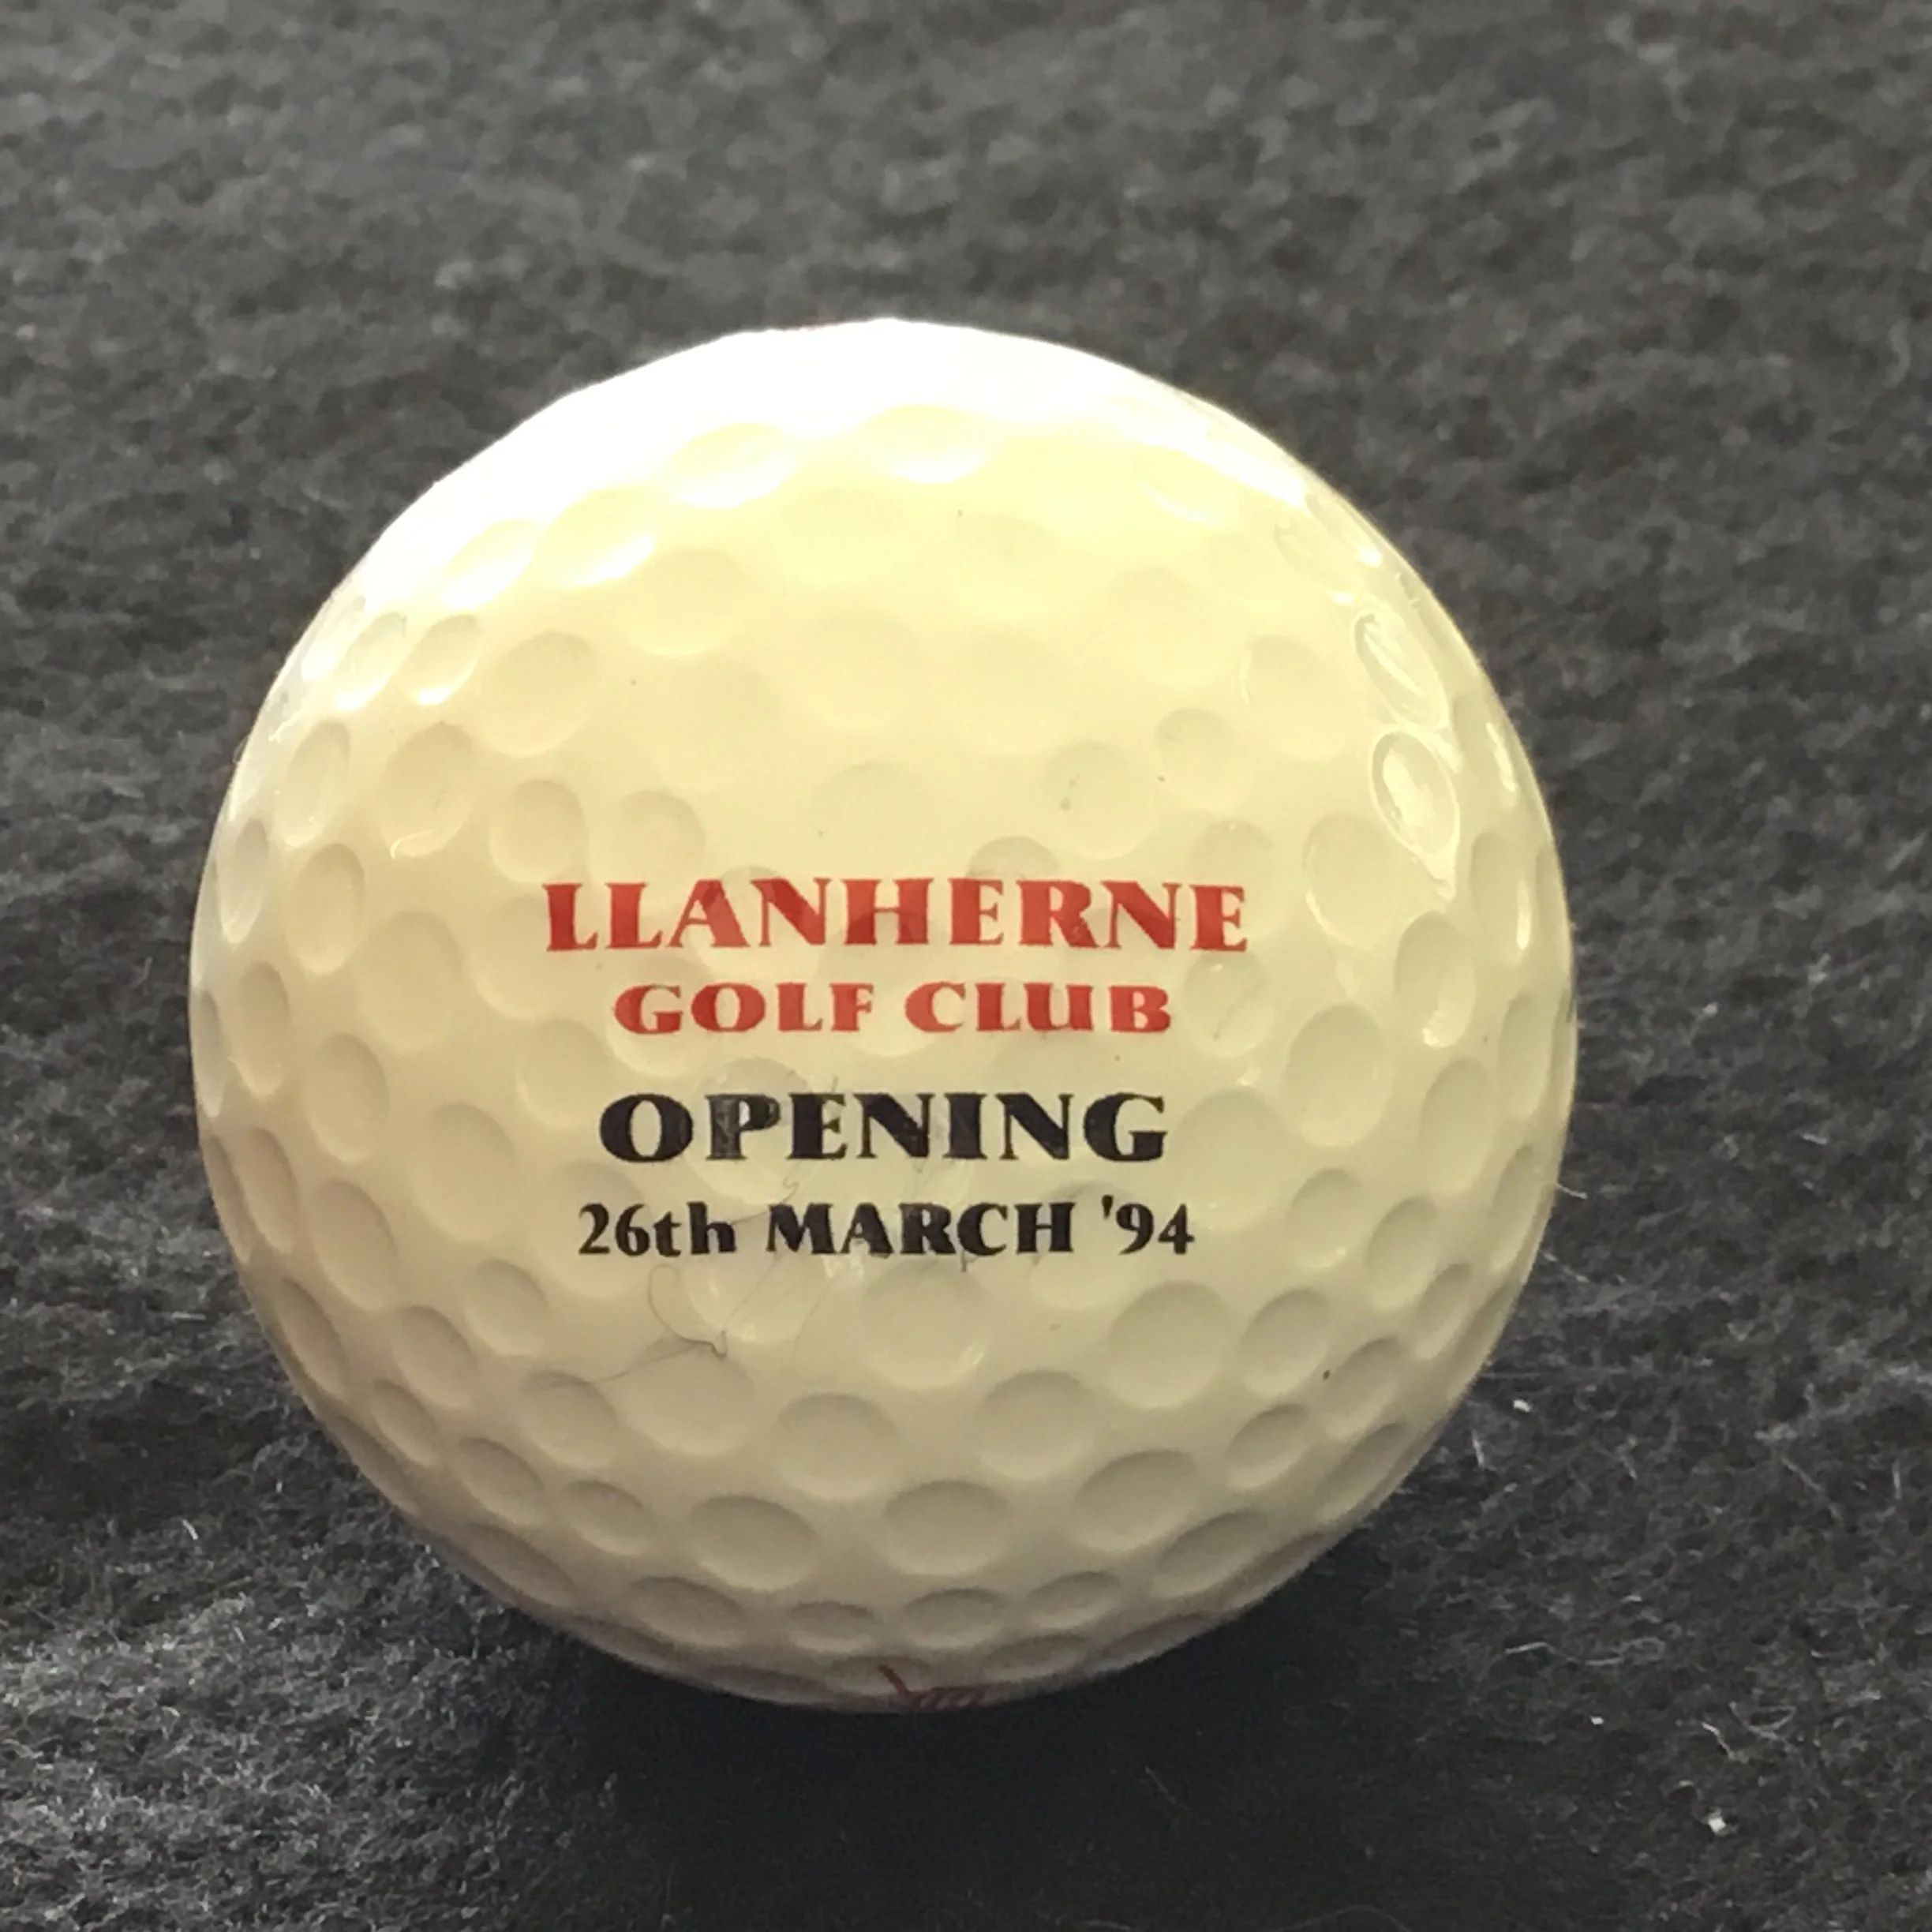 LLANHERNE
GOLF CLUB
OPENING
26th MARCH '94